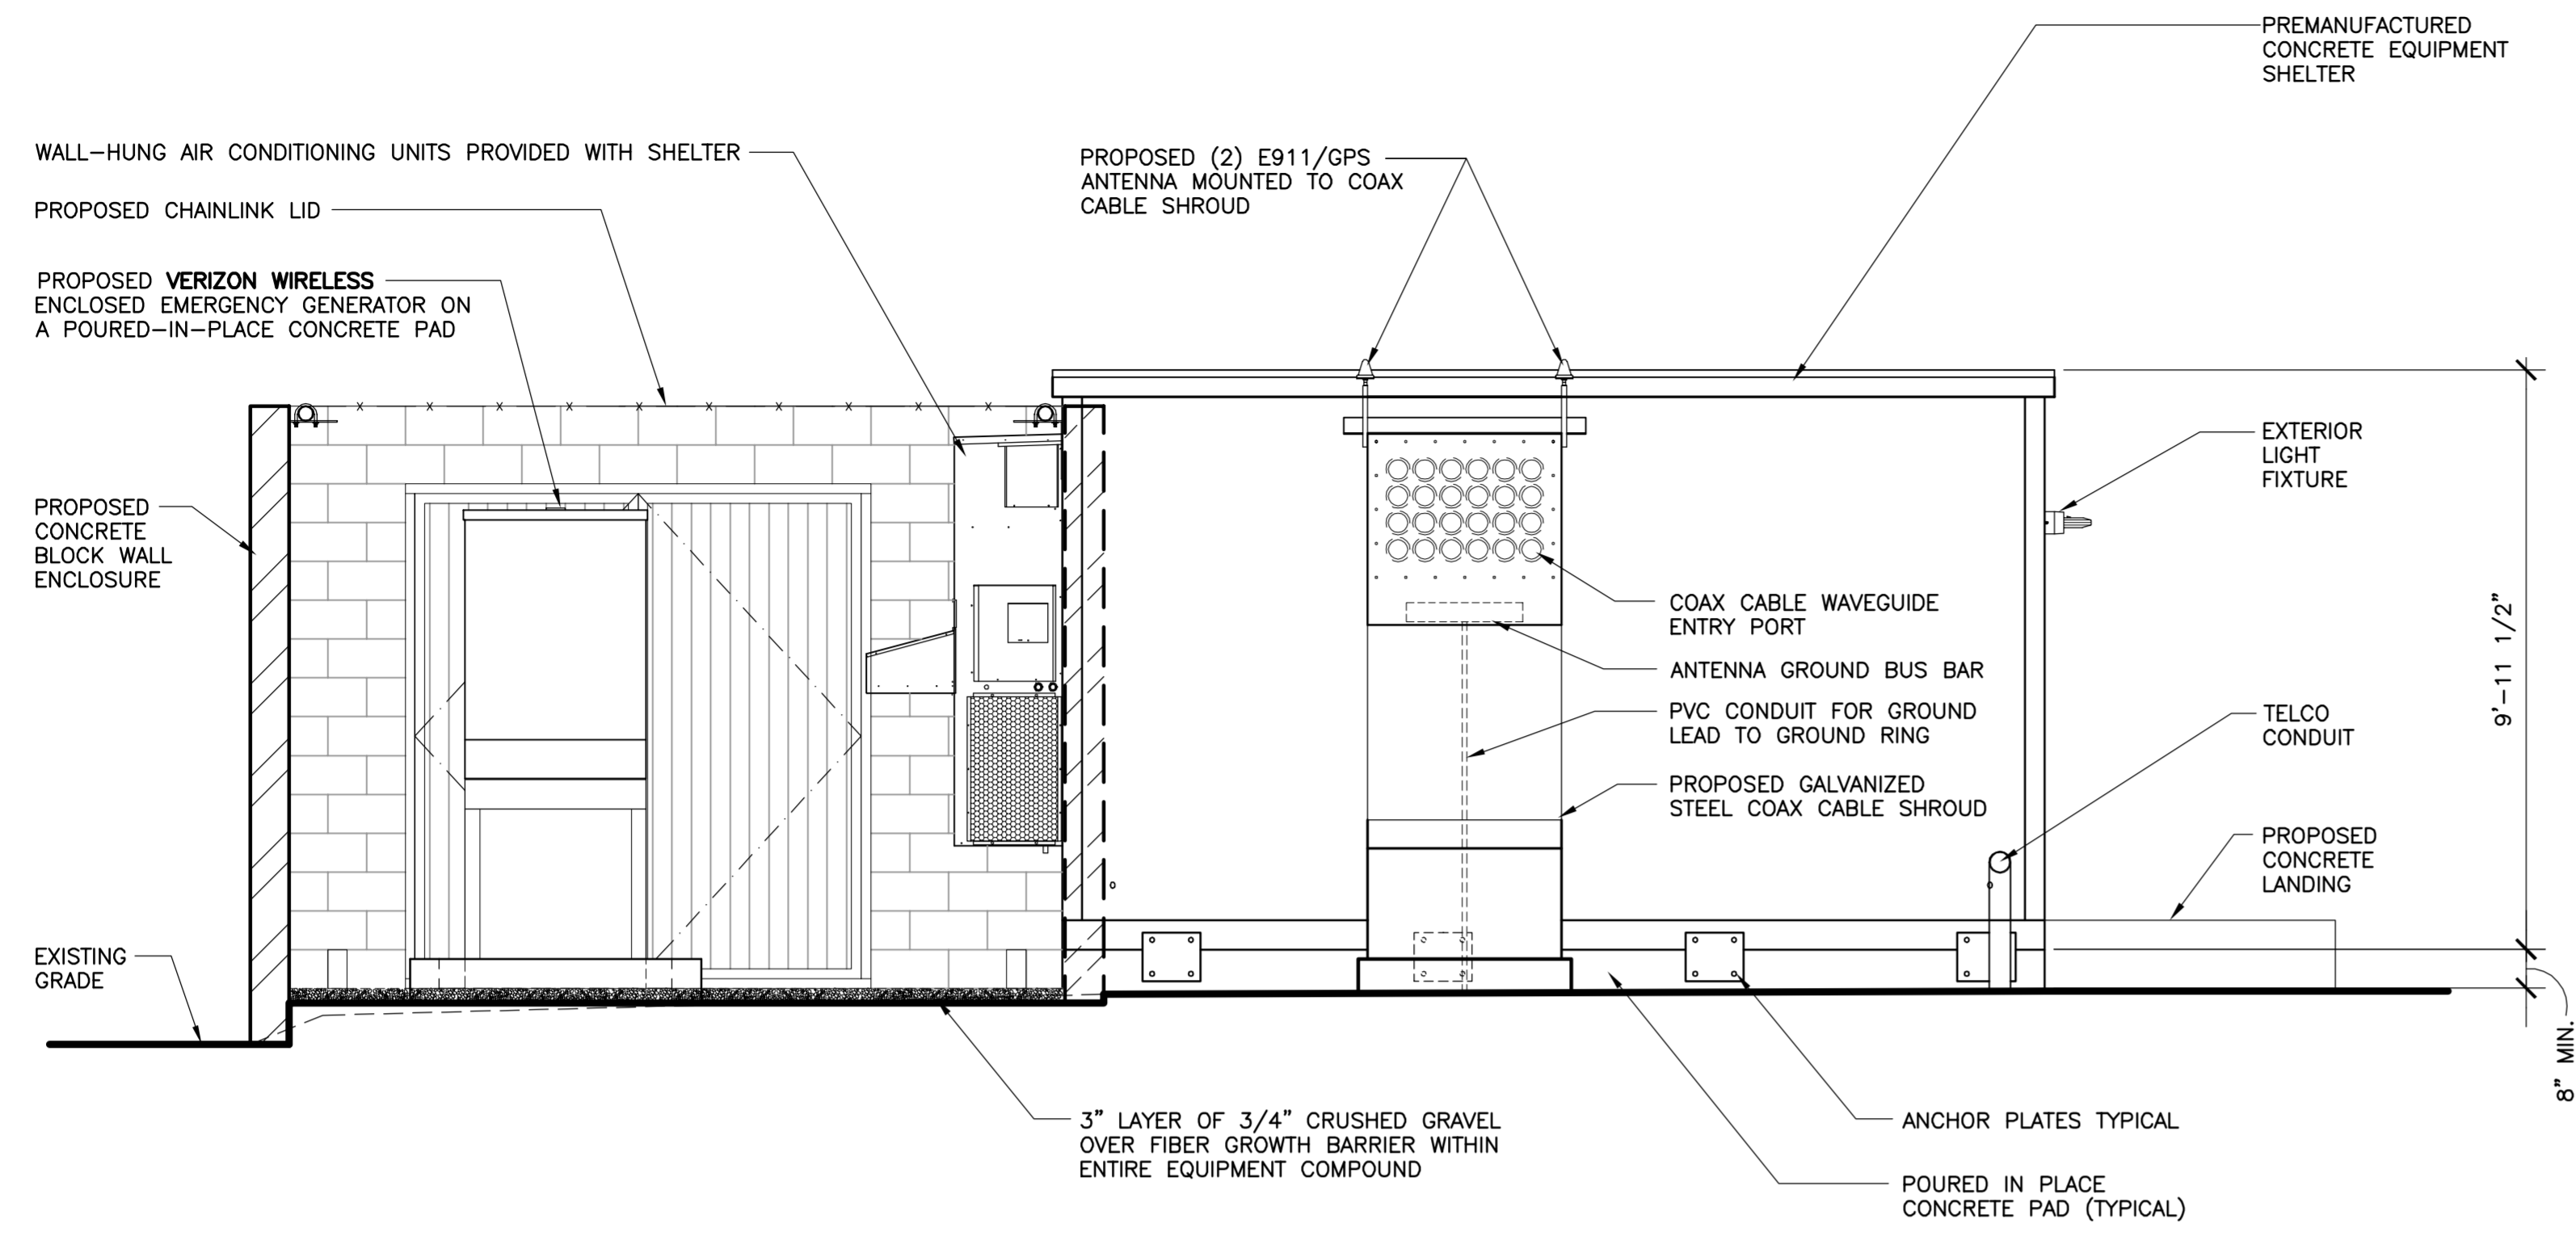 PREMANUFACTURED
CONCRETE EQUIPMENT
SHELTER
WALL-HUNG AIR CONDITIONING UNITS PROVIDED WITH SHELTER
PROPOSED (2) E911/GPS
ANTENNA MOUNTED TO COAX
CABLE SHROUD
PROPOSED CHAINLINK LID
PROPOSED VERIZON WIRELESS
ENCLOSED EMERGENCY GENERATOR ON
A POURED-IN-PLACE CONCRETE PAD
EXTERIOR
LIGHT
FIXTURE
PROPOSED
CONCRETE
BLOCK WALL
ENCLOSURE
COAX CABLE WAVEGUIDE
ENTRY PORT
ANTENNA GROUND BUS BAR
PVC CONDUIT FOR GROUND
LEAD TO GROUND RING
TELCO
CONDUIT
9'-11 1/2"
PROPOSED GALVANIZED
STEEL COAX CABLE SHROUD
PROPOSED
CONCRETE
LANDING
EXISTING
GRADE
8" MIN.
3" LAYER OF 3/4" CRUSHED GRAVEL
OVER FIBER GROWTH BARRIER WITHIN
ENTIRE EQUIPMENT COMPOUND
ANCHOR PLATES TYPICAL
POURED IN PLACE
CONCRETE PAD (TYPICAL)